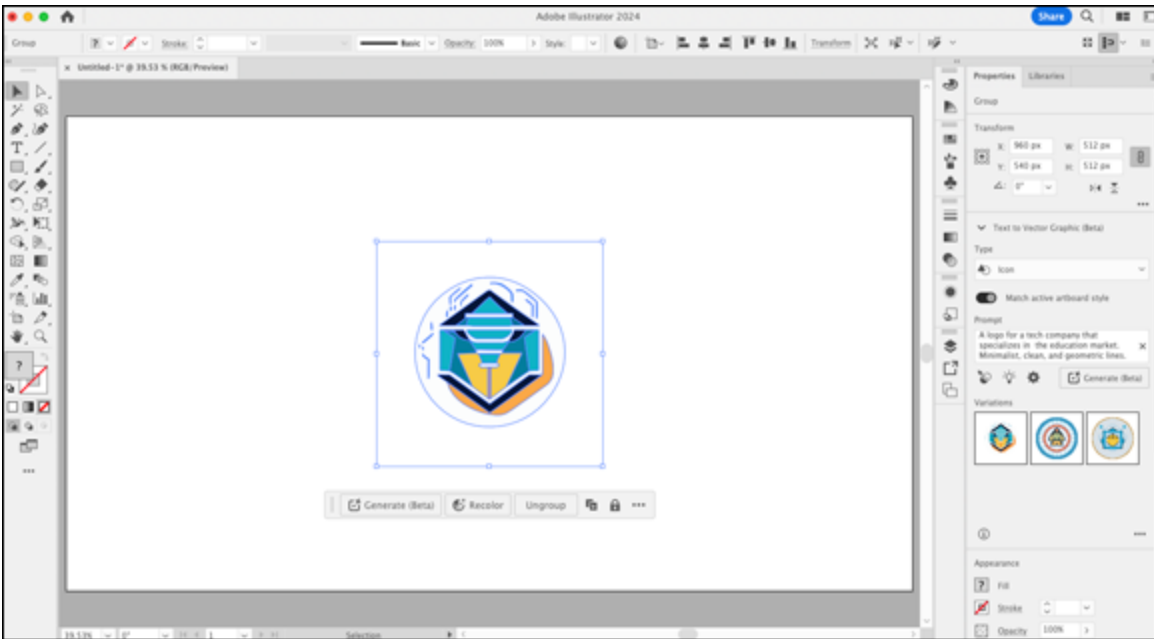 Adobe Illustrator 2024
Share
Group
Stroke:
Basic
Opacity: 100%
Style:
Transform
× Untitled-1* @ 39.53 % (RGB/Preview)
Properties Libraries
Group
Transform
X: 960 px W: 512 px
Y: 540 px H: 512 px
0°
Text to Vector Graphic (Beta)
Type
Icon
Match active artboard style
Prompt
A logo for a tech company that
specializes in the education market.
Minimalist, clean, and geometric lines.
Generate (Beta)
Variations
Generate (Beta) Recolor Ungroup
Appearance
Fill
Stroke
Opacity 100%
39.53% 0° 1 Selection